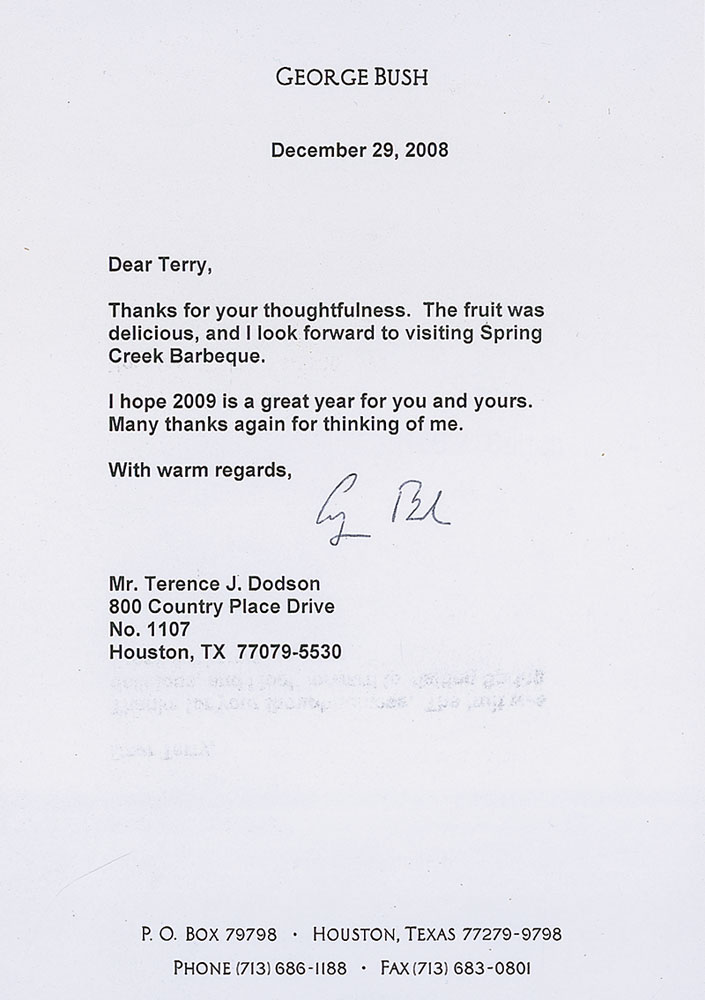 GEORGE BUSH
December 29, 2008
Dear Terry,
Thanks for your thoughtfulness.  The fruit was
delicious, and I look forward to visiting Spring
Creek Barbeque.
I hope 2009 is a great year for you and yours.
Many thanks again for thinking of me.
With warm regards,
Mr. Terence J. Dodson
800 Country Place Drive
No. 1107
Houston, TX  77079-5530
P. O. BOX 79798 · HOUSTON, TEXAS 77279-9798
PHONE (713) 686-1188 · FAX (713) 683-0801